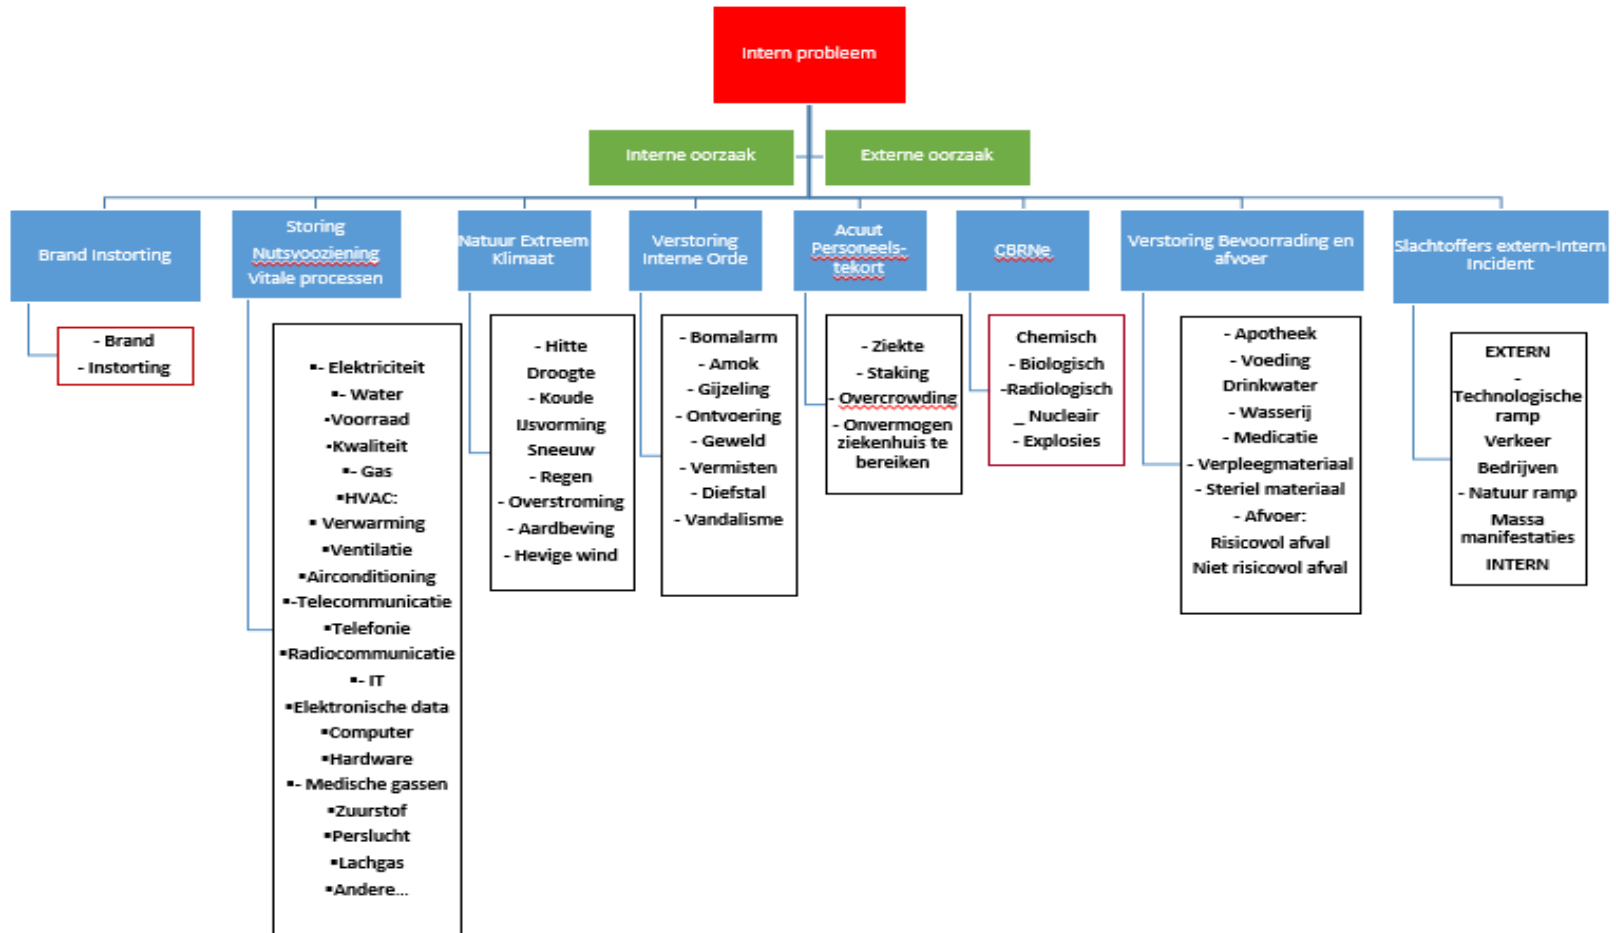 Intern probleem
Interne oorzaak
Externe oorzaak
Brand Instorting
- Brand
- Instorting
Storing
Nutsvooziening
Vitale processen
▪- Elektriciteit
▪- Water
▪Voorraad
▪Kwaliteit
▪- Gas
▪HVAC:
▪ Verwarming
▪Ventilatie
▪Airconditioning
▪-Telecommunicatie
▪Telefonie
▪Radiocommunicatie
▪- IT
▪Elektronische data
▪Computer
▪Hardware
▪- Medische gassen
▪Zuurstof
▪Perslucht
▪Lachgas
▪Andere...
Natuur Extreem
Klimaat
- Hitte
Droogte
- Koude
IJsvorming
Sneeuw
- Regen
- Overstroming
- Aardbeving
- Hevige wind
Verstoring
Interne Orde
- Bomalarm
- Amok
- Gijzeling
- Ontvoering
- Geweld
- Vermisten
- Diefstal
- Vandalisme
Acuut
Personeels-
tekort
- Ziekte
- Staking
- Overcrowding
- Onvermogen
ziekenhuis te
bereiken
CBRNe
Chemisch
- Biologisch
-Radiologisch
_ Nucleair
- Explosies
Verstoring Bevoorrading en
afvoer
- Apotheek
- Voeding
Drinkwater
- Wasserij
- Medicatie
- Verpleegmateriaal
- Steriel materiaal
- Afvoer:
Risicovol afval
Niet risicovol afval
Slachtoffers extern-Intern
Incident
EXTERN
-
Technologische
ramp
Verkeer
Bedrijven
- Natuur ramp
Massa
manifestaties
INTERN